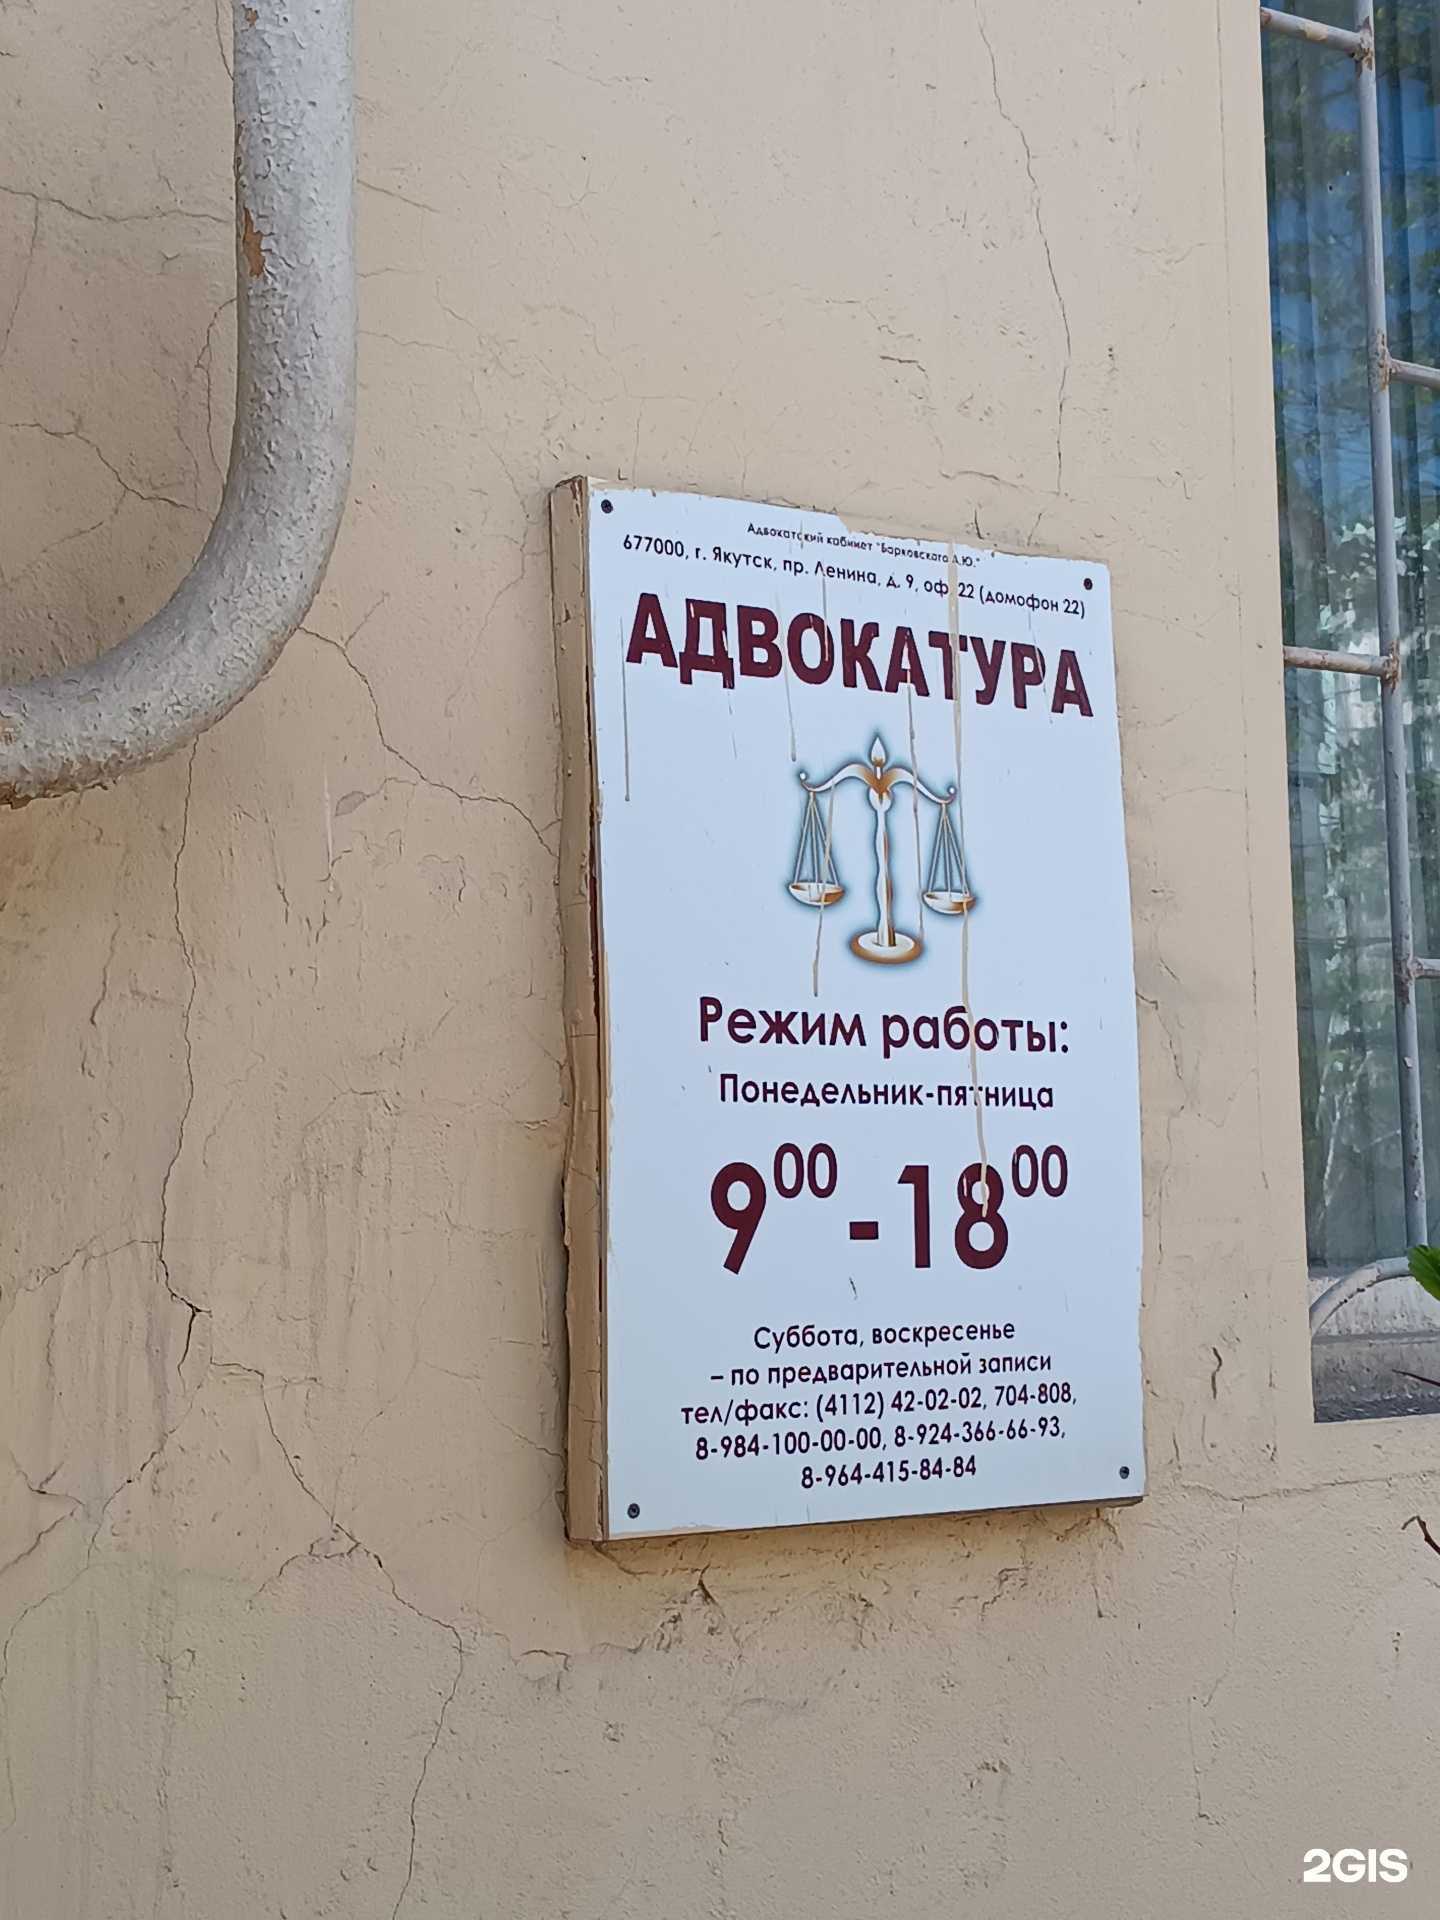 Адвокатский кабинет "Барковского А.Ю."
677000, г. Якутск, пр. Ленина, д. 9, оф. 22 (домофон 22)
АДВОКАТУРА
Режим работы:
Понедельник-пятница
9⁰⁰-18⁰⁰
Суббота, воскресенье
– по предварительной записи
тел/факс: (4112) 42-02-02, 704-808,
8-984-100-00-00, 8-924-366-66-93,
8-964-415-84-84
2GIS